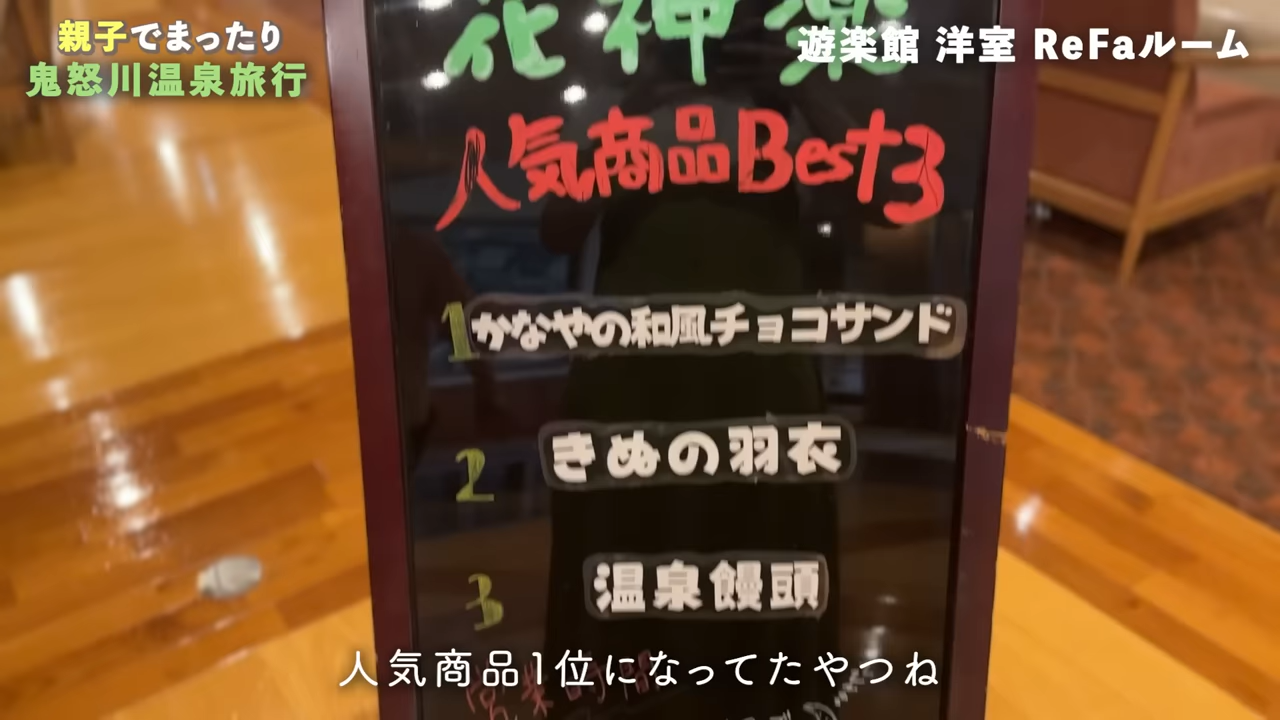 親子でまったり
鬼怒川温泉旅行
遊楽館 洋室 ReFaルーム
花神楽
人気商品Best3
1 かなやの和風チョコサンド
2 きぬの羽衣
3 温泉饅頭
営業時間
人気商品1位になってたやつね